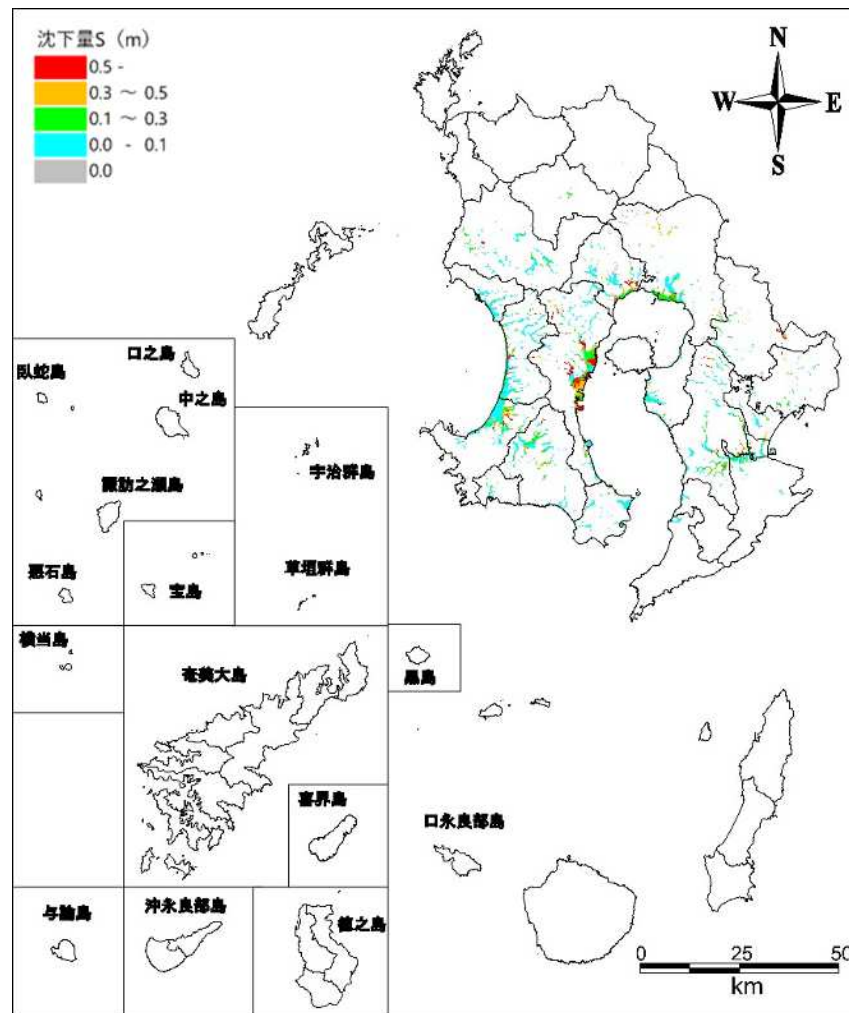 沈下量S（m）
0.5 -
0.3 ～ 0.5
0.1 ～ 0.3
0.0 - 0.1
0.0
N
W E
S
口之島
臥蛇島
中之島
宇治群島
諏訪之瀬島
悪石島
宝島
草垣群島
横当島
奄美大島
黒島
喜界島
口永良部島
与論島
沖永良部島
徳之島
0 25 50
km